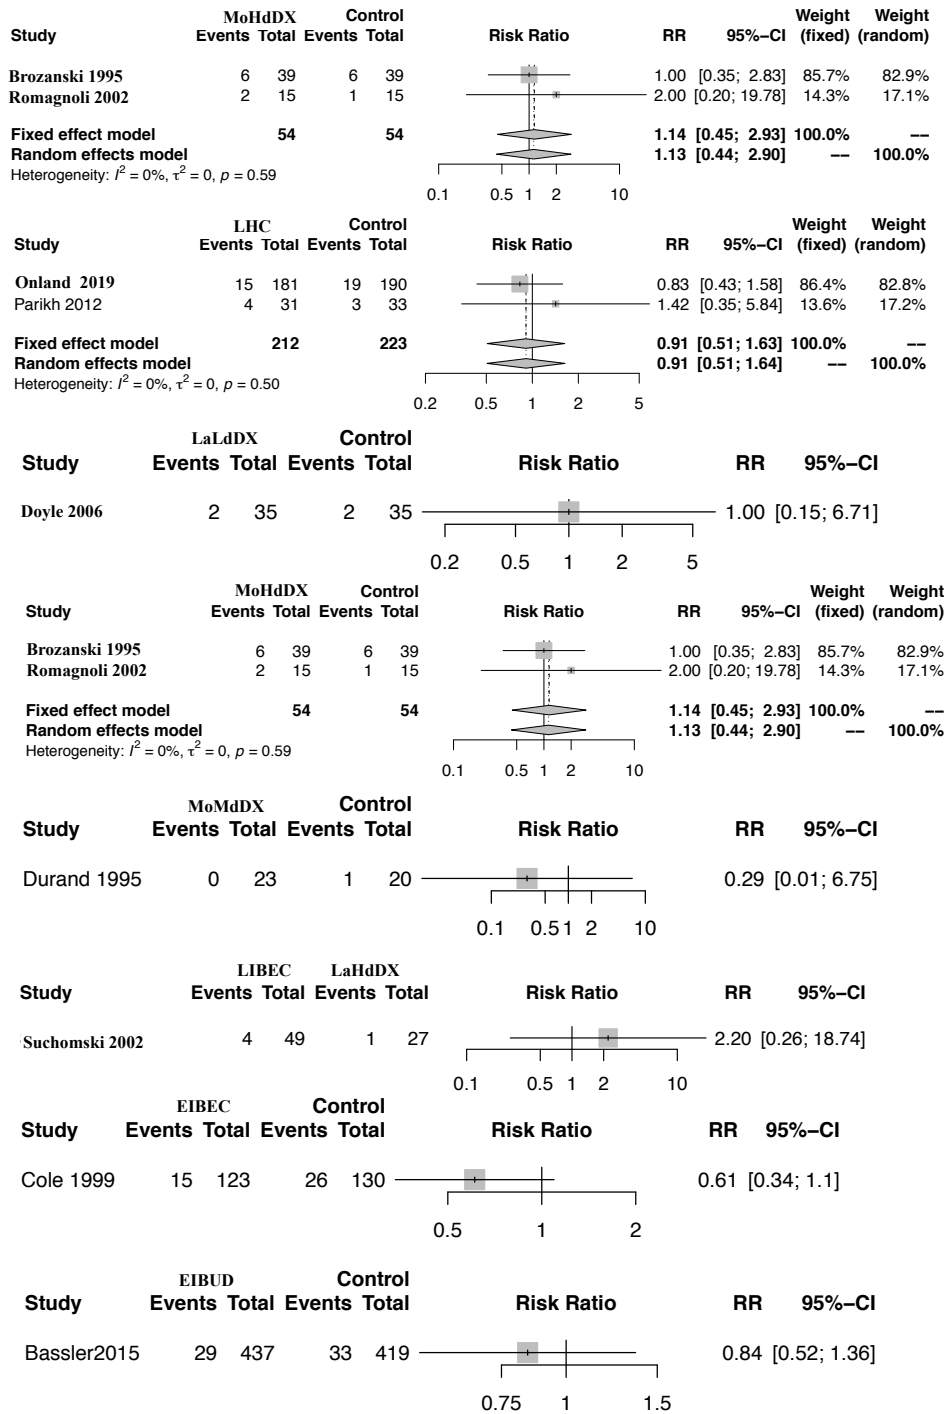 MoHdDX Control Weight Weight
Study Events Total Events Total Risk Ratio RR 95%−CI (fixed) (random)
Brozanski 1995 6 39 6 39 1.00 [0.35; 2.83] 85.7% 82.9%
Romagnoli 2002 2 15 1 15 2.00 [0.20; 19.78] 14.3% 17.1%
Fixed effect model 54 54 1.14 [0.45; 2.93] 100.0% −−
Random effects model 1.13 [0.44; 2.90] −− 100.0%
Heterogeneity: I² = 0%, τ² = 0, p = 0.59
0.1 0.5 1 2 10
LHC Control Weight Weight
Study Events Total Events Total Risk Ratio RR 95%−CI (fixed) (random)
Onland 2019 15 181 19 190 0.83 [0.43; 1.58] 86.4% 82.8%
Parikh 2012 4 31 3 33 1.42 [0.35; 5.84] 13.6% 17.2%
Fixed effect model 212 223 0.91 [0.51; 1.63] 100.0% −−
Random effects model 0.91 [0.51; 1.64] −− 100.0%
Heterogeneity: I² = 0%, τ² = 0, p = 0.50
0.2 0.5 1 2 5
LaLdDX Control
Study Events Total Events Total Risk Ratio RR 95%−CI
Doyle 2006 2 35 2 35 1.00 [0.15; 6.71]
0.2 0.5 1 2 5
MoHdDX Control Weight Weight
Study Events Total Events Total Risk Ratio RR 95%−CI (fixed) (random)
Brozanski 1995 6 39 6 39 1.00 [0.35; 2.83] 85.7% 82.9%
Romagnoli 2002 2 15 1 15 2.00 [0.20; 19.78] 14.3% 17.1%
Fixed effect model 54 54 1.14 [0.45; 2.93] 100.0% −−
Random effects model 1.13 [0.44; 2.90] −− 100.0%
Heterogeneity: I² = 0%, τ² = 0, p = 0.59
0.1 0.5 1 2 10
MoMdDX Control
Study Events Total Events Total Risk Ratio RR 95%−CI
Durand 1995 0 23 1 20 0.29 [0.01; 6.75]
0.1 0.5 1 2 10
LIBEC LaHdDX
Study Events Total Events Total Risk Ratio RR 95%−CI
Suchomski 2002 4 49 1 27 2.20 [0.26; 18.74]
0.1 0.5 1 2 10
EIBEC Control
Study Events Total Events Total Risk Ratio RR 95%−CI
Cole 1999 15 123 26 130 0.61 [0.34; 1.1]
0.5 1 2
EIBUD Control
Study Events Total Events Total Risk Ratio RR 95%−CI
Bassler2015 29 437 33 419 0.84 [0.52; 1.36]
0.75 1 1.5